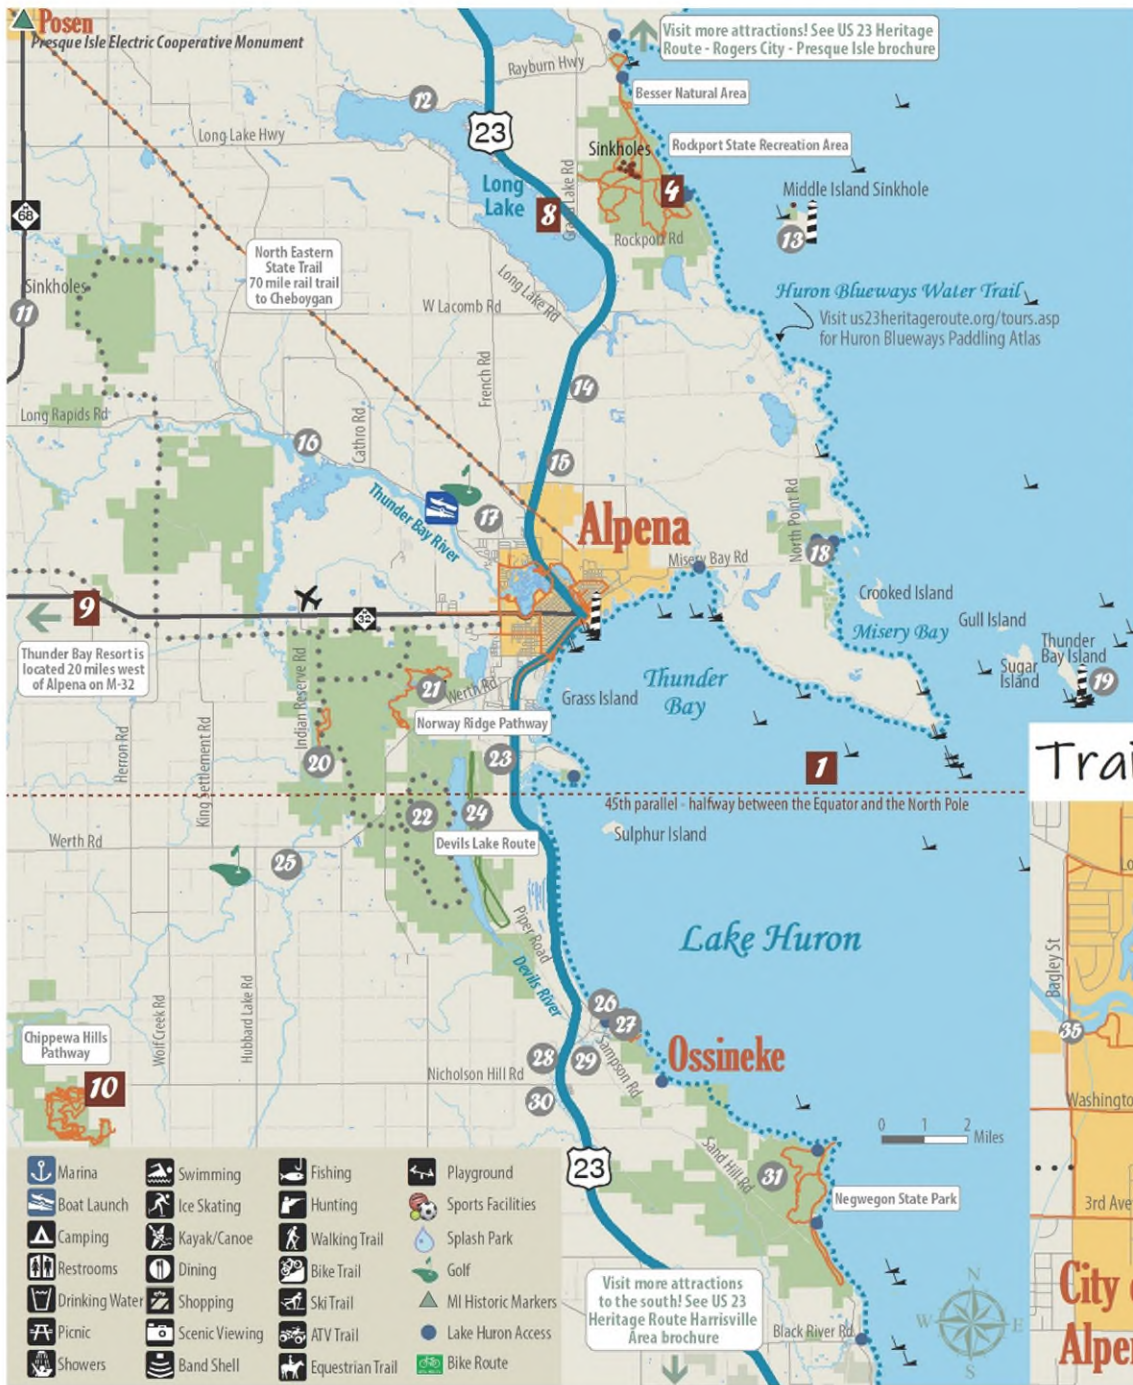 Posen
Presque Isle Electric Cooperative Monument
Visit more attractions! See US 23 Heritage
Route - Rogers City - Presque Isle brochure
Rayburn Hwy
Besser Natural Area
12
23
Long Lake Hwy
Sinkholes
Rockport State Recreation Area
Long
Lake
8
4
Middle Island Sinkhole
M
68
Grand Lake Rd
Rockport Rd
13
North Eastern
State Trail
70 mile rail trail
to Cheboygan
Sinkholes
11
Long Lake Rd
W Lacomb Rd
Huron Blueways Water Trail
Visit us23heritageroute.org/tours.asp
for Huron Blueways Paddling Atlas
French Rd
14
Long Rapids Rd
Cathro Rd
16
15
Thunder Bay River
17
Alpena
North Point Rd
18
Misery Bay Rd
Crooked Island
Gull Island
Misery Bay
9
M
32
Thunder Bay Resort is
located 20 miles west
of Alpena on M-32
Thunder
Bay Island
Sugar
Island
19
Indian Reserve Rd
21
Werth Rd
Grass Island
Thunder
Bay
Norway Ridge Pathway
Herron Rd
King Settlement Rd
20
23
1
Trai
45th parallel - halfway between the Equator and the North Pole
22
24
Sulphur Island
Werth Rd
Devils Lake Route
25
Piper Road
Lake Huron
Devils River
Bagley St
Wolf Creek Rd
Hubbard Lake Rd
26
27
35
Chippewa Hills
Pathway
10
28
29
Sampson Rd
Ossineke
Nicholson Hill Rd
30
Washington
0 1 2
Miles
Sand Hill Rd
31
23
Negwegon State Park
3rd Ave
Marina
Boat Launch
Camping
Restrooms
Drinking Water
Picnic
Showers
Swimming
Ice Skating
Kayak/Canoe
Dining
Shopping
Scenic Viewing
Band Shell
Fishing
Hunting
Walking Trail
Bike Trail
Ski Trail
ATV Trail
Equestrian Trail
Playground
Sports Facilities
Splash Park
Golf
MI Historic Markers
Lake Huron Access
Bike Route
Visit more attractions
to the south! See US 23
Heritage Route Harrisville
Area brochure
Black River Rd
N
W E
S
City
Alpe